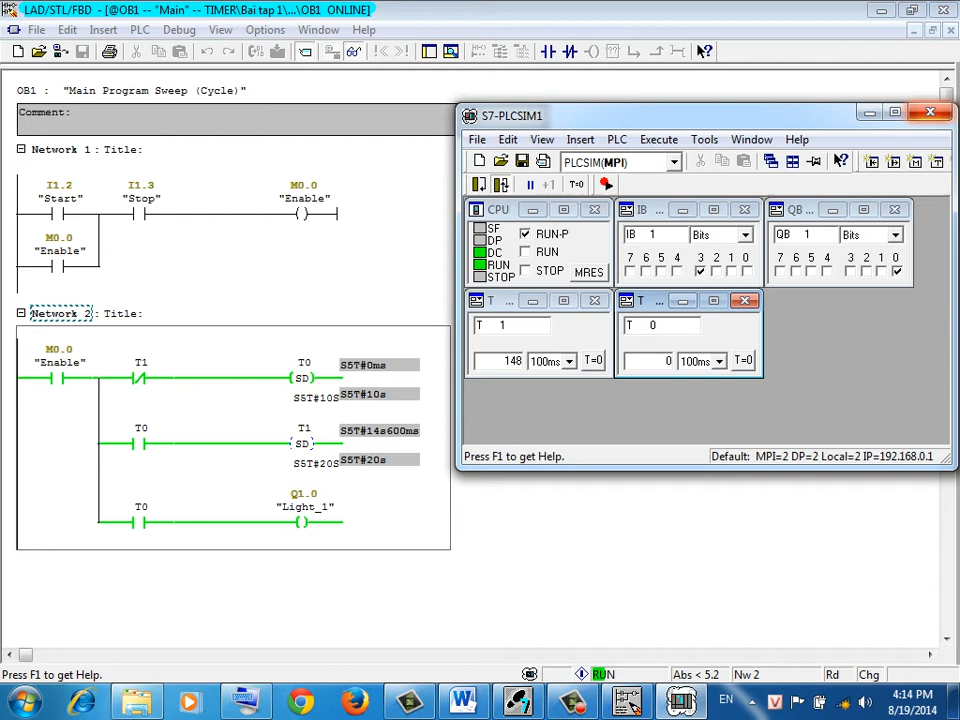 LAD/STL/FBD - [@OB1 -- "Main" -- TIMER\Bai tap 1\...\OB1 ONLINE]
File Edit Insert PLC Debug View Options Window Help
OB1 : "Main Program Sweep (Cycle)"
Comment:
Network 1 : Title:
I1.2 I1.3 M0.0
"Start" "Stop" "Enable"
M0.0
"Enable"
Network 2 : Title:
M0.0
"Enable" T1 T0 S5T#0ms
SD
S5T#10S S5T#10s
T0 T1 S5T#14s600ms
SD
S5T#20S S5T#20s
Q1.0
T0 "Light_1"
S7-PLCSIM1
File Edit View Insert PLC Execute Tools Window Help
PLCSIM(MPI)
+1 T=0
CPU
SF
DP
DC
RUN
STOP
RUN-P
RUN
STOP MRES
IB ...
IB 1 Bits
7 6 5 4 3 2 1 0
QB ...
QB 1 Bits
7 6 5 4 3 2 1 0
T ...
T 1
148 100ms T=0
T ...
T 0
0 100ms T=0
Press F1 to get Help. Default: MPI=2 DP=2 Local=2 IP=192.168.0.1
Press F1 to get Help. RUN Abs < 5.2 Nw 2 Rd Chg
EN 4:14 PM
8/19/2014